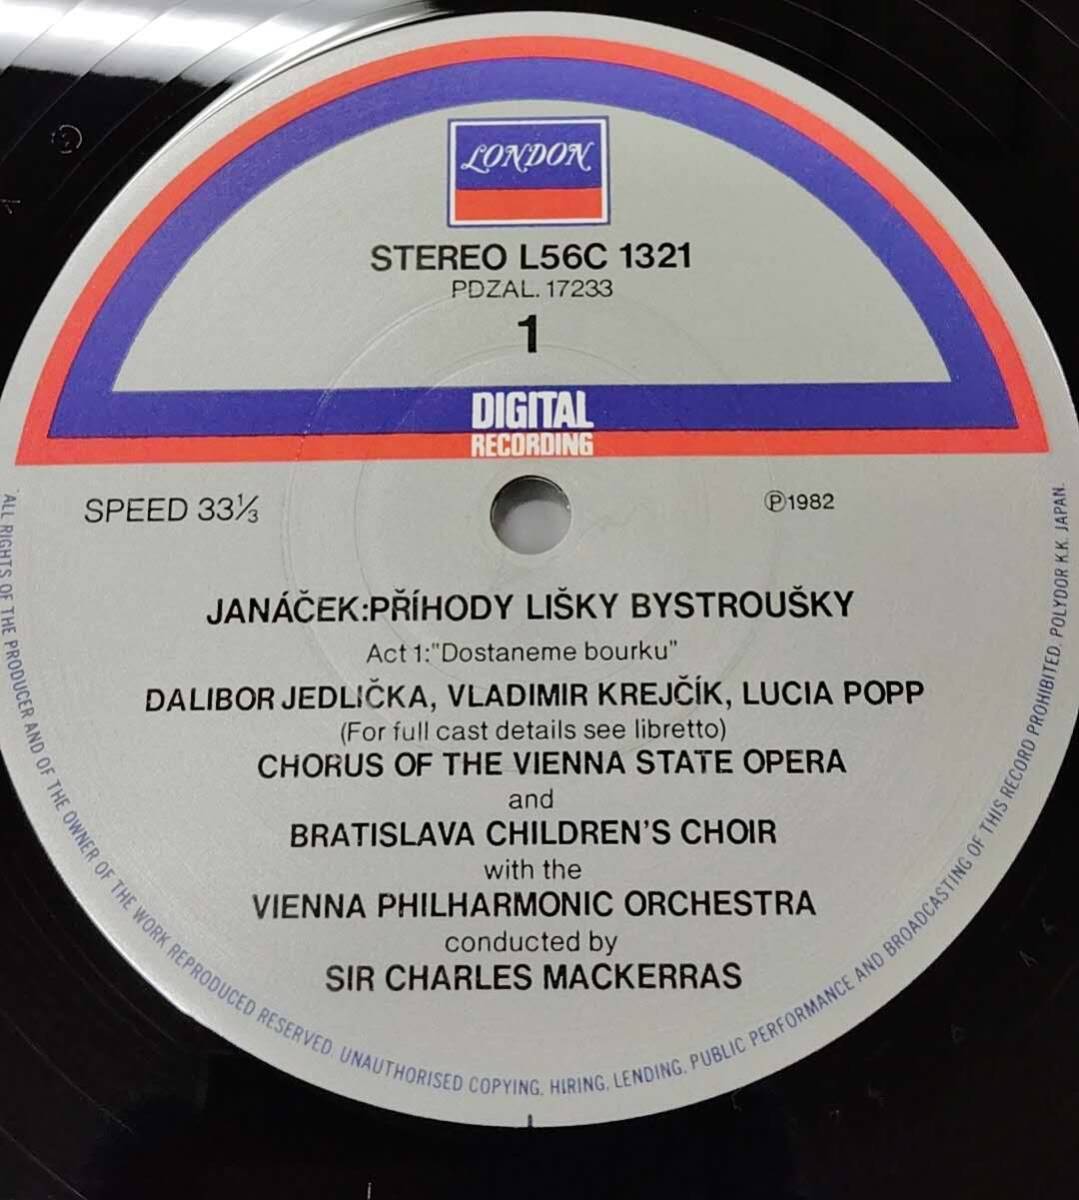 LONDON
STEREO L56C 1321
PDZAL. 17233
1
DIGITAL
RECORDING
SPEED 33⅓
℗1982
JANÁČEK:PŘÍHODY LIŠKY BYSTROUŠKY
Act 1:"Dostaneme bourku"
DALIBOR JEDLIČKA, VLADIMIR KREJČÍK, LUCIA POPP
(For full cast details see libretto)
CHORUS OF THE VIENNA STATE OPERA
and
BRATISLAVA CHILDREN'S CHOIR
with the
VIENNA PHILHARMONIC ORCHESTRA
conducted by
SIR CHARLES MACKERRAS
ALL RIGHTS OF THE PRODUCER AND OF THE OWNER OF THE WORK REPRODUCED RESERVED. UNAUTHORISED COPYING, HIRING, LENDING, PUBLIC PERFORMANCE AND BROADCASTING OF THIS RECORD PROHIBITED. POLYDOR K.K. JAPAN.